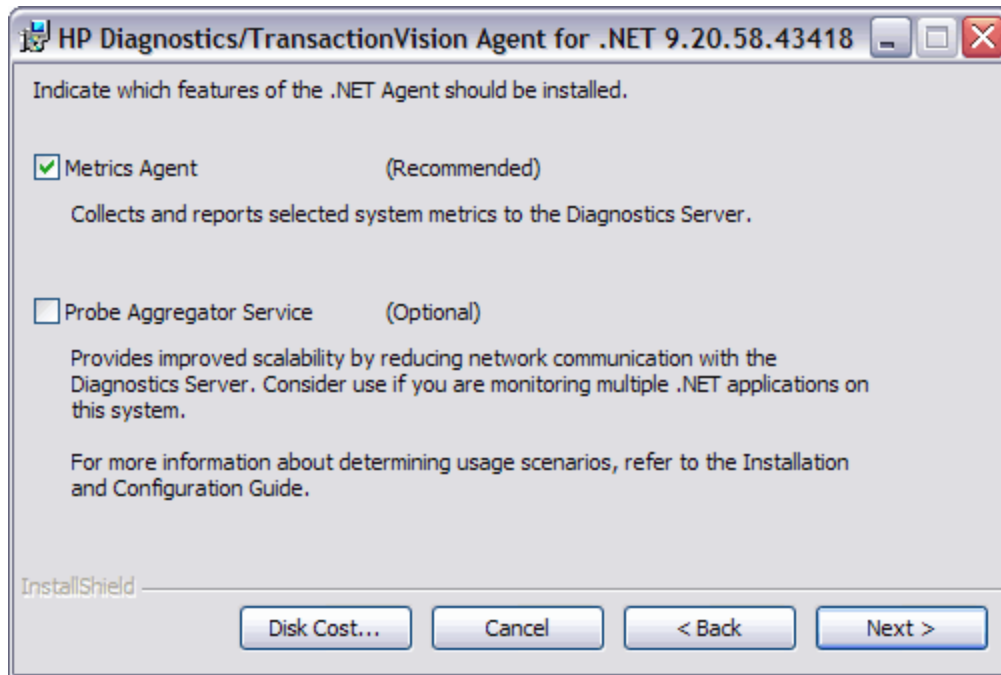 HP Diagnostics/TransactionVision Agent for .NET 9.20.58.43418
Indicate which features of the .NET Agent should be installed.
Metrics Agent (Recommended)
Collects and reports selected system metrics to the Diagnostics Server.
Probe Aggregator Service (Optional)
Provides improved scalability by reducing network communication with the
Diagnostics Server. Consider use if you are monitoring multiple .NET applications on
this system.
For more information about determining usage scenarios, refer to the Installation
and Configuration Guide.
InstallShield
Disk Cost... Cancel < Back Next >